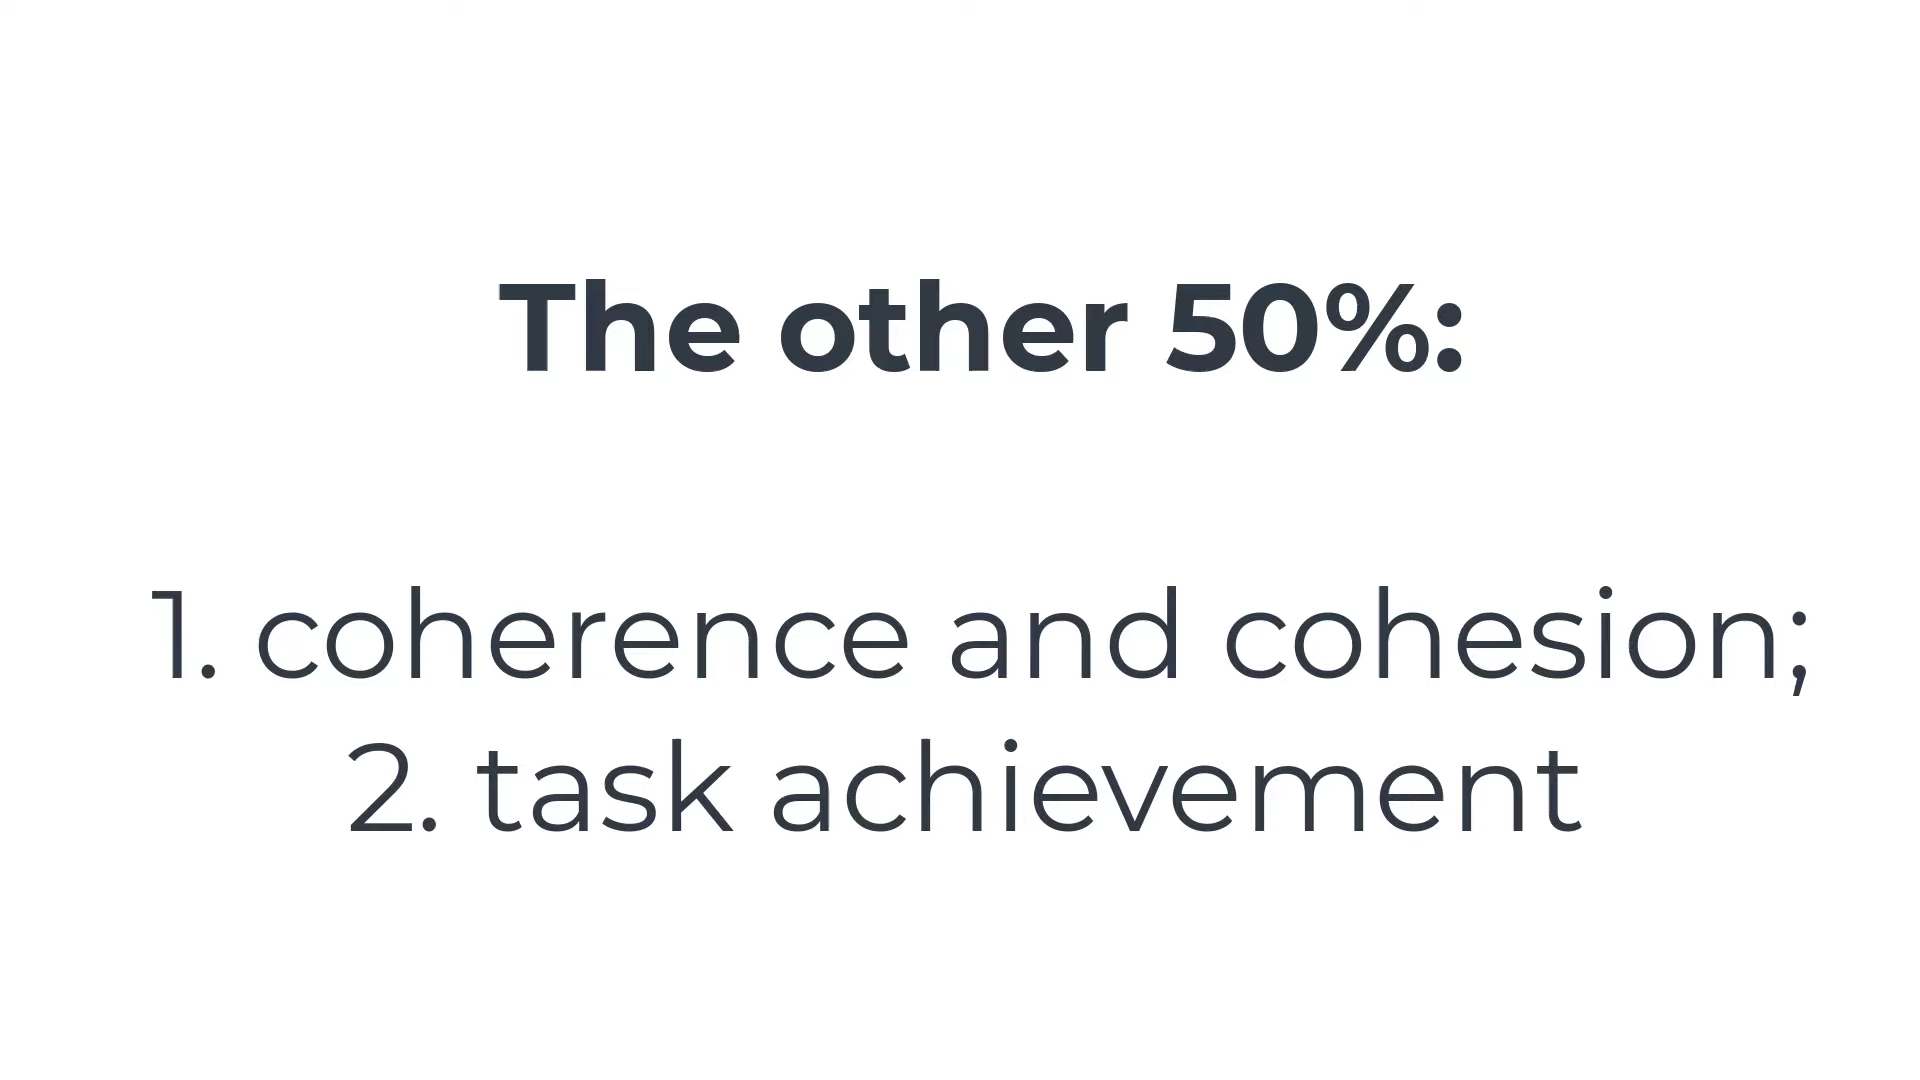 The other 50%:
1. coherence and cohesion;
2. task achievement